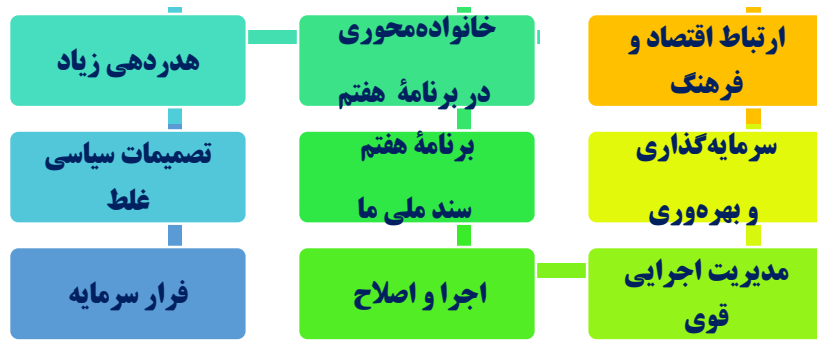 ارتباط اقتصاد و
فرهنگ
سرمایه‌گذاری
و بهره‌وری
مدیریت اجرایی
قوی
خانواده‌محوری
در برنامهٔ هفتم
برنامهٔ هفتم
سند ملی ما
اجرا و اصلاح
هدردهی زیاد
تصمیمات سیاسی
غلط
فرار سرمایه